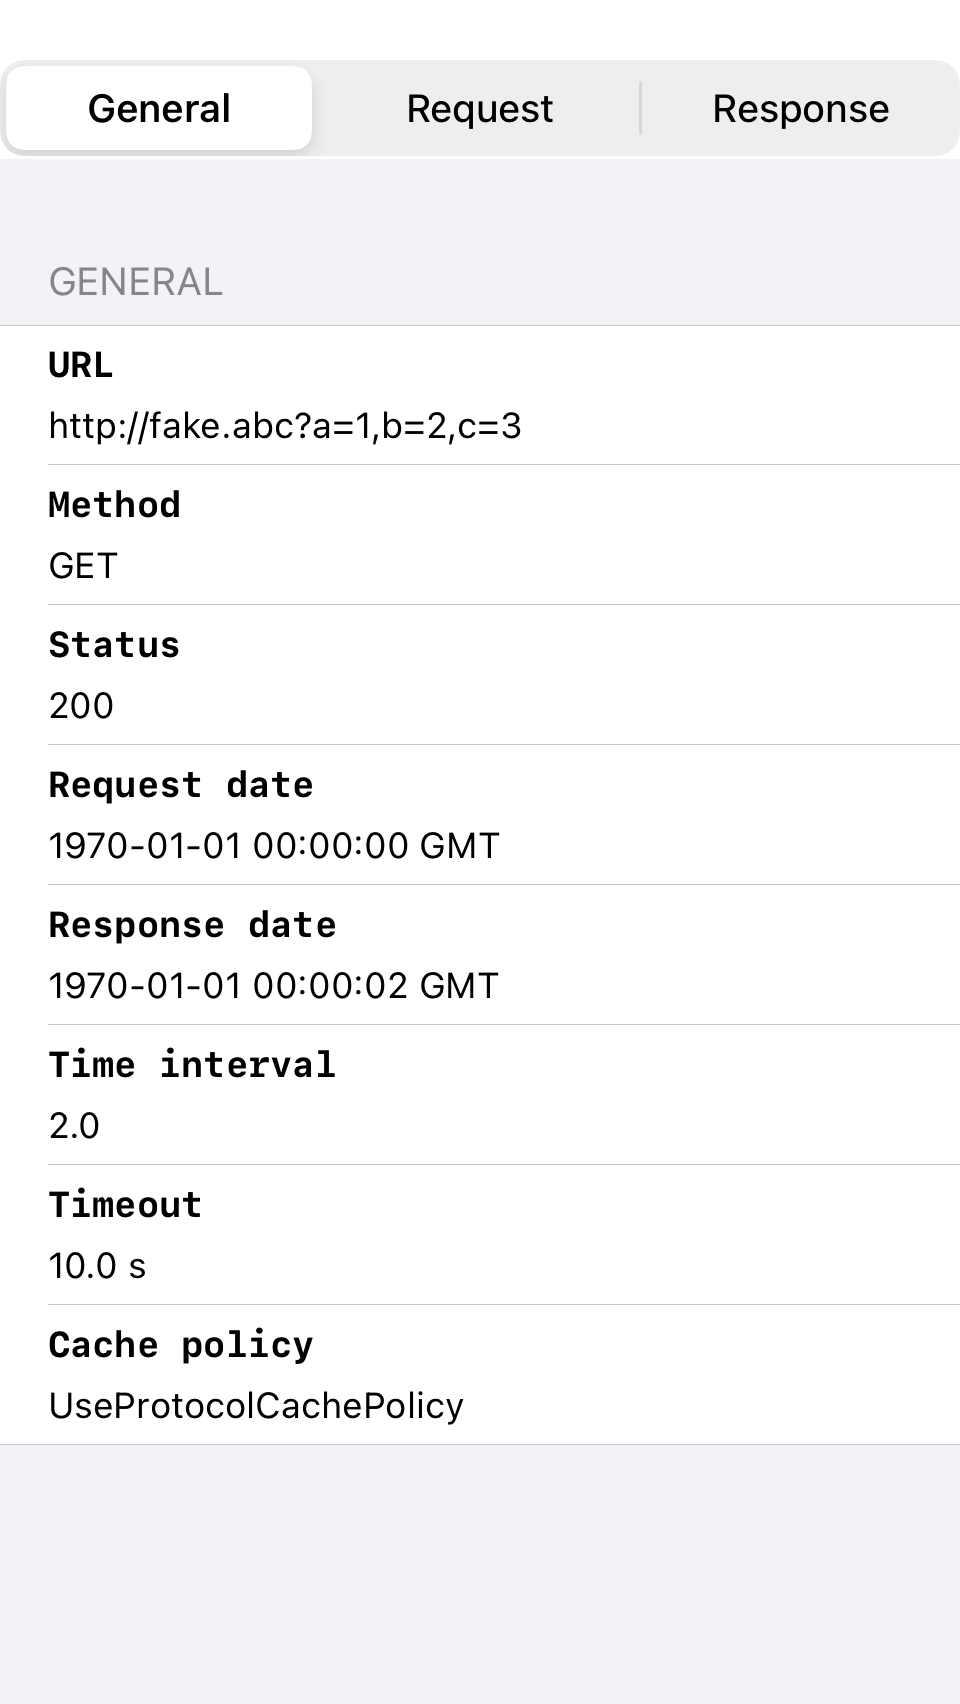 General Request Response
GENERAL
URL
http://fake.abc?a=1,b=2,c=3
Method
GET
Status
200
Request date
1970-01-01 00:00:00 GMT
Response date
1970-01-01 00:00:02 GMT
Time interval
2.0
Timeout
10.0 s
Cache policy
UseProtocolCachePolicy